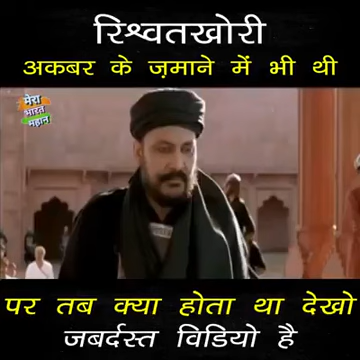 रिश्वतखोरी
अकबर के ज़माने में भी थी
मेरा
भारत
महान
पर तब क्या होता था देखो
जबर्दस्त विडियो है